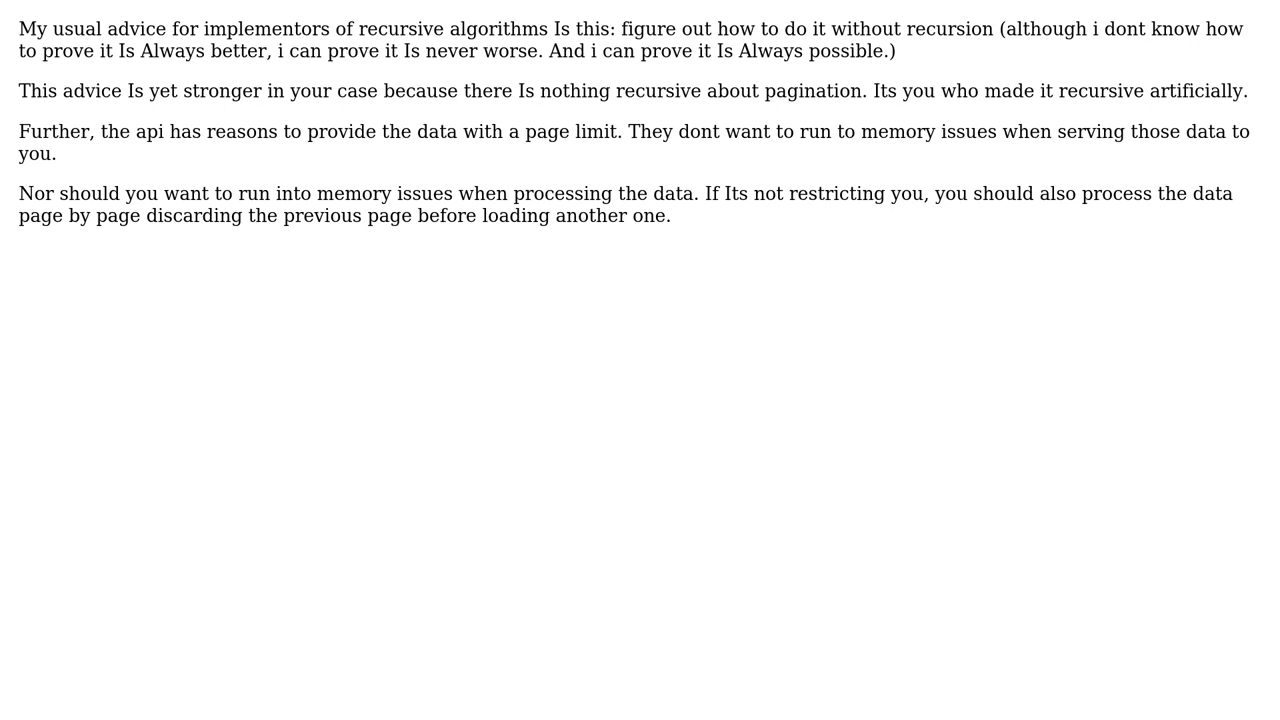 My usual advice for implementors of recursive algorithms Is this: figure out how to do it without recursion (although i dont know how
to prove it Is Always better, i can prove it Is never worse. And i can prove it Is Always possible.)
This advice Is yet stronger in your case because there Is nothing recursive about pagination. Its you who made it recursive artificially.
Further, the api has reasons to provide the data with a page limit. They dont want to run to memory issues when serving those data to
you.
Nor should you want to run into memory issues when processing the data. If Its not restricting you, you should also process the data
page by page discarding the previous page before loading another one.